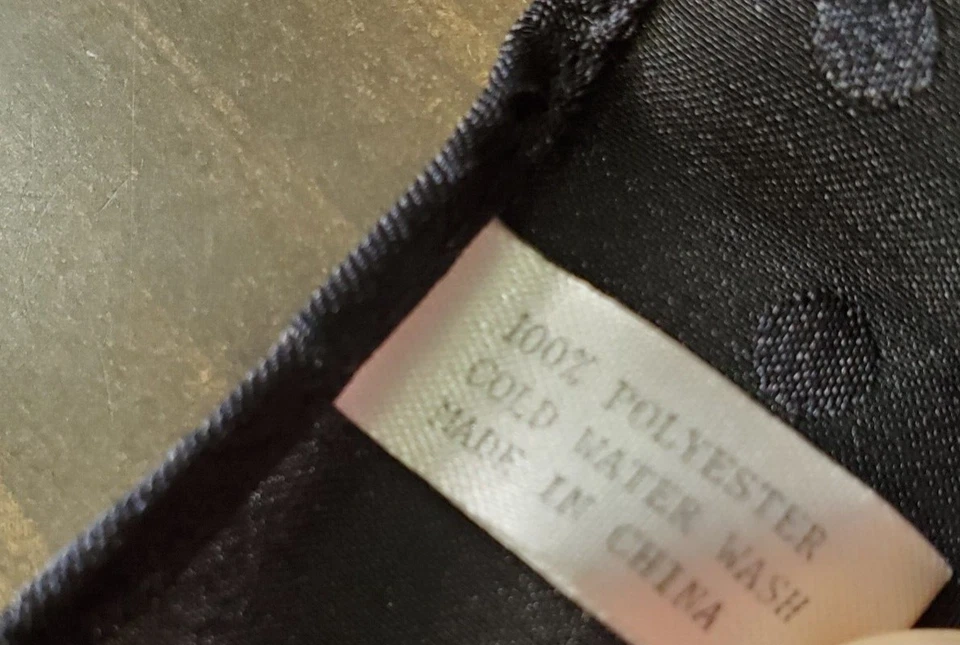 100% POLYESTER
COLD WATER WASH
MADE IN CHINA